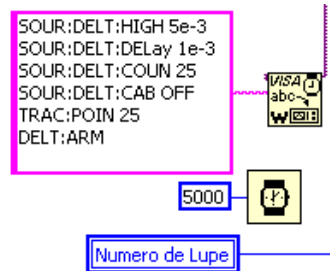 SOUR:DELT:HIGH 5e-3
SOUR:DELT:DELay 1e-3
SOUR:DELT:COUN 25
SOUR:DELT:CAB OFF
TRAC:POIN 25
DELT:ARM
VISA
abc
W
5000
Numero de Lupe